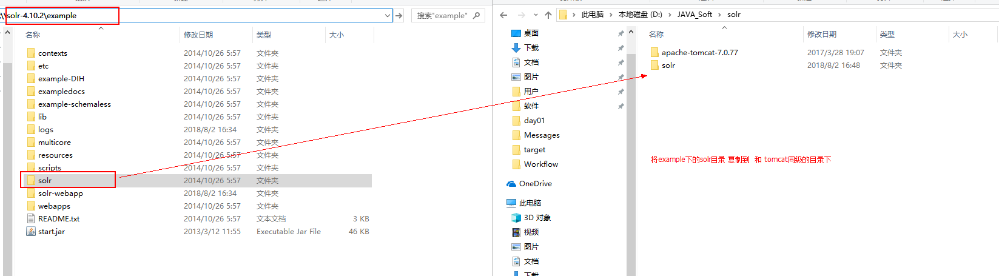 \\solr-4.10.2\example
搜索"example"
名称 修改日期 类型 大小
contexts 2014/10/26 5:57 文件夹
etc 2014/10/26 5:57 文件夹
example-DIH 2014/10/26 5:57 文件夹
exampledocs 2014/10/26 5:57 文件夹
example-schemaless 2014/10/26 5:57 文件夹
lib 2014/10/26 5:57 文件夹
logs 2018/8/2 16:34 文件夹
multicore 2014/10/26 5:57 文件夹
resources 2014/10/26 5:57 文件夹
scripts 2014/10/26 5:57 文件夹
solr 2014/10/26 5:57 文件夹
solr-webapp 2018/8/2 16:34 文件夹
webapps 2014/10/26 5:57 文件夹
README.txt 2014/10/26 5:57 文本文档 3 KB
start.jar 2013/3/12 11:55 Executable Jar File 46 KB
此电脑 › 本地磁盘 (D:) › JAVA_Soft › solr
桌面
下载
文档
图片
用户
软件
day01
Messages
target
Workflow
OneDrive
此电脑
3D 对象
视频
图片
文档
下载
名称 修改日期 类型 大小
apache-tomcat-7.0.77 2017/3/28 19:07 文件夹
solr 2018/8/2 16:48 文件夹
将example下的solr目录 复制到 和 tomcat同级的目录下